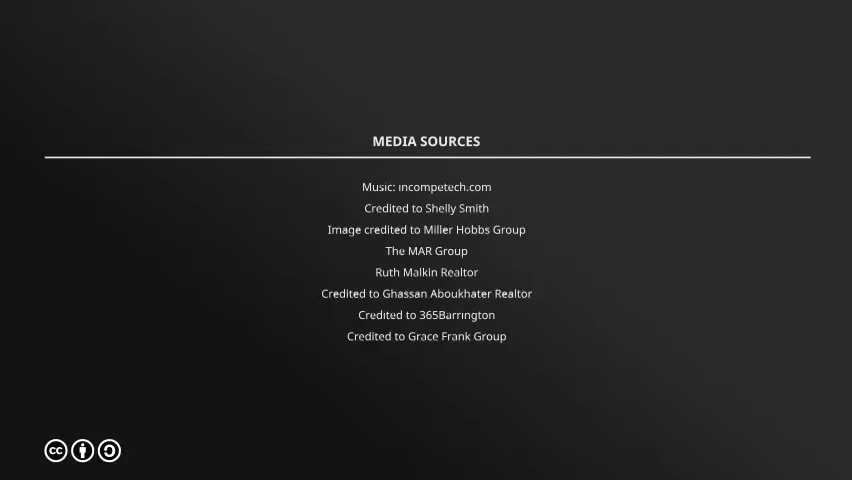 MEDIA SOURCES
Music: incompetech.com
Credited to Shelly Smith
Image credited to Miller Hobbs Group
The MAR Group
Ruth Malkin Realtor
Credited to Ghassan Aboukhater Realtor
Credited to 365Barrington
Credited to Grace Frank Group
cc